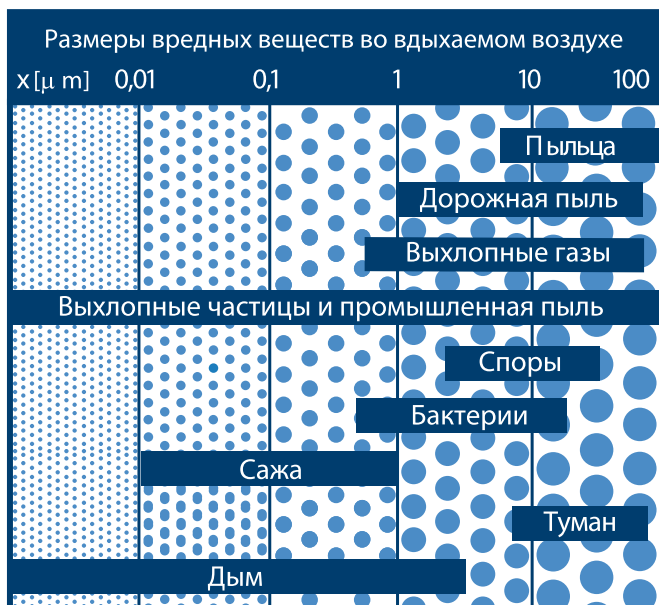 Размеры вредных веществ во вдыхаемом воздухе
x [μ m] 0,01 0,1 1 10 100
Пыльца
Дорожная пыль
Выхлопные газы
Выхлопные частицы и промышленная пыль
Споры
Бактерии
Сажа
Туман
Дым